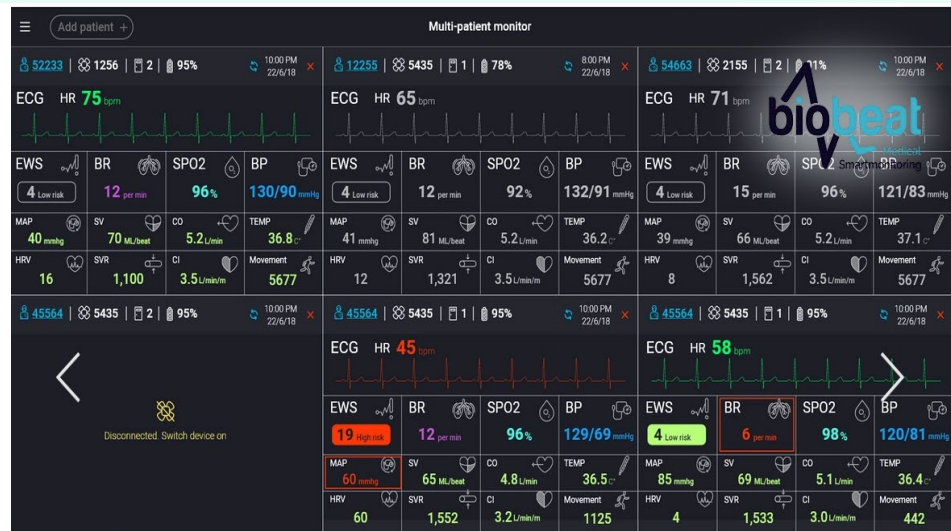 Add patient +
Multi-patient monitor
52233 | 1256 | 2 | 95%
10:00 PM
22/6/18
ECG HR 75 bpm
EWS BR SPO2 BP
4 Low risk 12 per min 96% 130/90 mmHg
MAP SV CO TEMP
40 mmhg 70 ML/beat 5.2 L/min 36.8 C°
HRV SVR CI Movement
16 1,100 3.5 L/min/m 5677
12255 | 5435 | 1 | 78%
8:00 PM
22/6/18
ECG HR 65 bpm
EWS BR SPO2 BP
4 Low risk 12 per min 92% 132/91 mmHg
MAP SV CO TEMP
41 mmhg 81 ML/beat 5.2 L/min 36.2 C°
HRV SVR CI Movement
12 1,321 3.5 L/min/m 5677
54663 | 2155 | 2 |
10:00 PM
22/6/18
ECG HR 71 bpm
biobeat
Medical
Smart monitoring
EWS BR SPO2 BP
4 Low risk 15 per min 96% 121/83 mmHg
MAP SV CO TEMP
39 mmhg 66 ML/beat 5.2 L/min 37.1 C°
HRV SVR CI Movement
8 1,562 3.5 L/min/m 5677
45564 | 5435 | 2 | 95%
10:00 PM
22/6/18
Disconnected. Switch device on
45564 | 5435 | 1 | 95%
10:00 PM
22/6/18
ECG HR 45 bpm
EWS BR SPO2 BP
19 High risk 12 per min 96% 129/69 mmHg
MAP SV CO TEMP
60 mmhg 65 ML/beat 4.8 L/min 36.5 C°
HRV SVR CI Movement
60 1,552 3.2 L/min/m 1125
45564 | 5435 | 1 | 95%
10:00 PM
22/6/18
ECG HR 58 bpm
EWS BR SPO2 BP
4 Low risk 6 per min 98% 120/81 mmHg
MAP SV CO TEMP
85 mmhg 69 ML/beat 5.1 L/min 36.4 C°
HRV SVR CI Movement
4 1,533 3.0 L/min/m 442